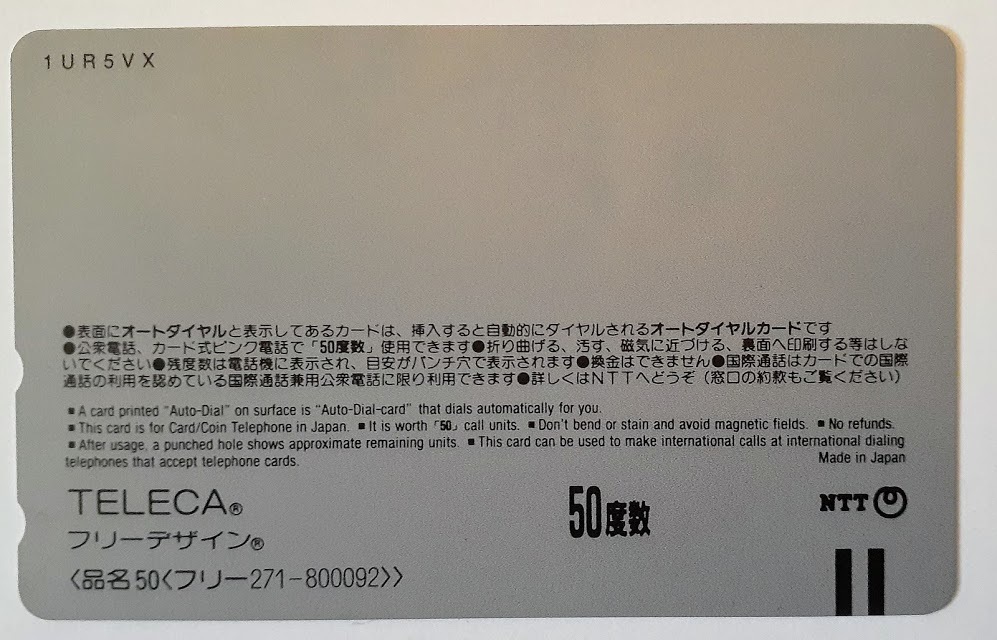 1UR5VX
●表面にオートダイヤルと表示してあるカードは、挿入すると自動的にダイヤルされるオートダイヤルカードです
●公衆電話、カード式ピンク電話で「50度数」使用できます●折り曲げる、汚す、磁気に近づける、裏面へ印刷する等はしな
いでください●残度数は電話機に表示され、目安がパンチ穴で表示されます●換金はできません●国際通話はカードでの国際
通話の利用を認めている国際通話兼用公衆電話に限り利用できます●詳しくはNTTへどうぞ（窓口の約款もご覧ください）
■A card printed “Auto-Dial” on surface is “Auto-Dial-card” that dials automatically for you.
■This card is for Card/Coin Telephone in Japan. ■It is worth「50」call units. ■Don't bend or stain and avoid magnetic fields. ■No refunds.
■After usage, a punched hole shows approximate remaining units. ■This card can be used to make international calls at international dialing
telephones that accept telephone cards.
Made in Japan
TELECA®
フリーデザイン®
〈品名50〈フリー271-800092〉〉
50度数
NTT